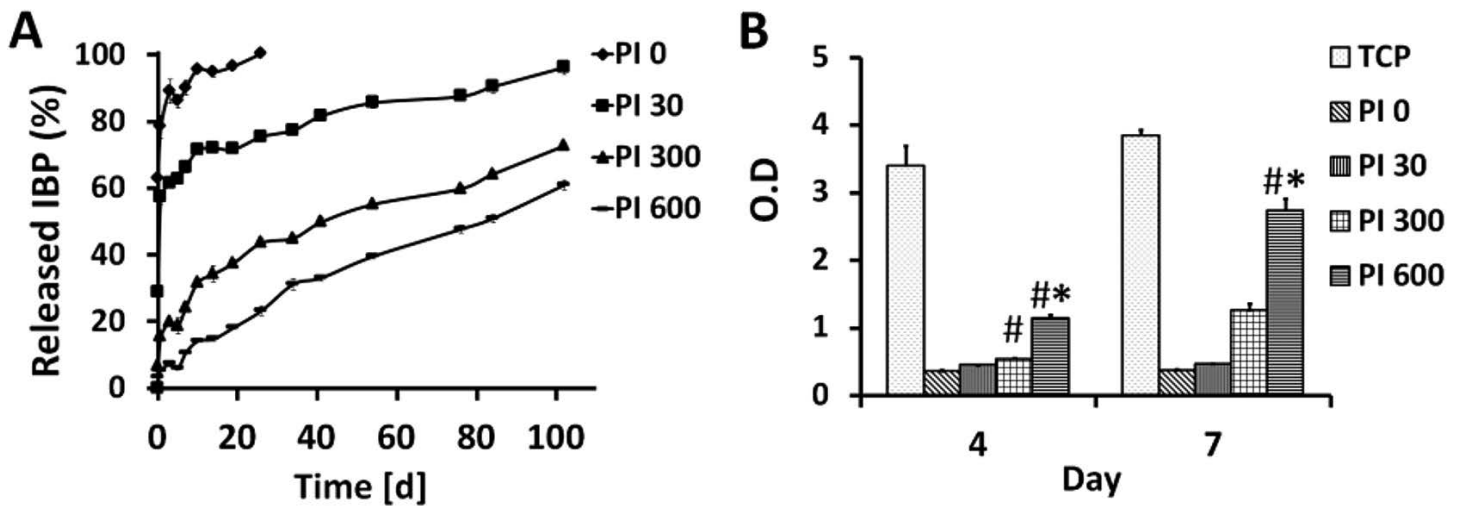 A
Released IBP (%)
100
80
60
40
20
0
0 20 40 60 80 100
Time [d]
PI 0
PI 30
PI 300
PI 600
B
O.D
5
4
3
2
1
0
#
#*
#*
4 7
Day
TCP
PI 0
PI 30
PI 300
PI 600